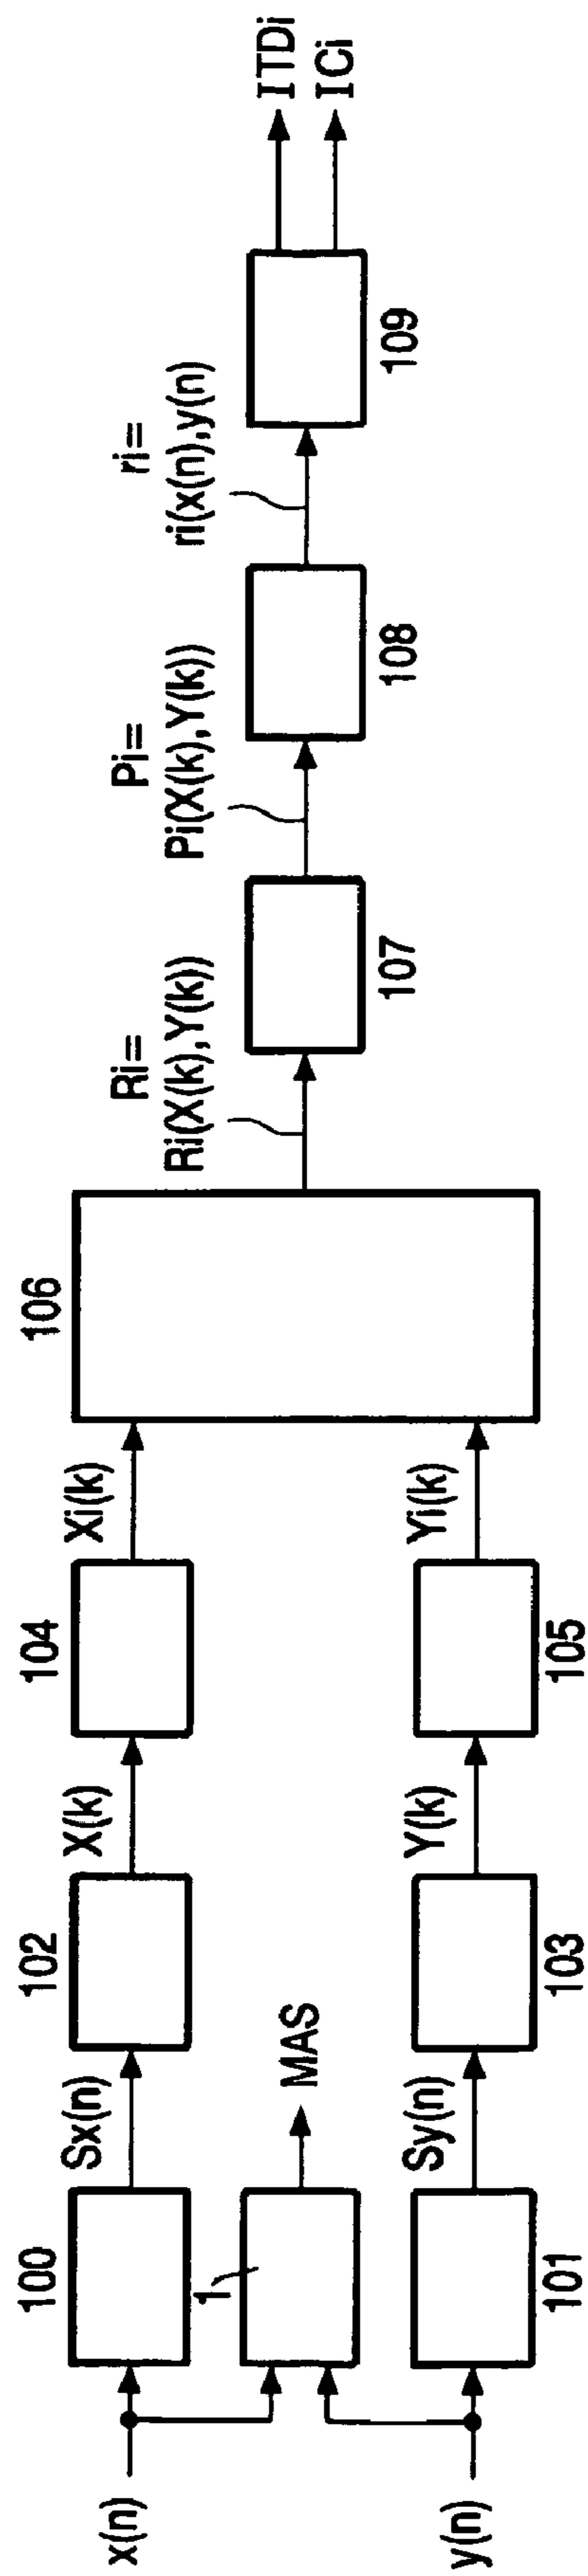 x(n)
y(n)
100
1
101
Sx(n)
MAS
Sy(n)
102
103
X(k)
Y(k)
104
105
Xi(k)
Yi(k)
106
Ri=
Ri(X(k),Y(k))
107
Pi=
Pi(X(k),Y(k))
108
ri=
ri(x(n),y(n)
109
ITDi
ICi